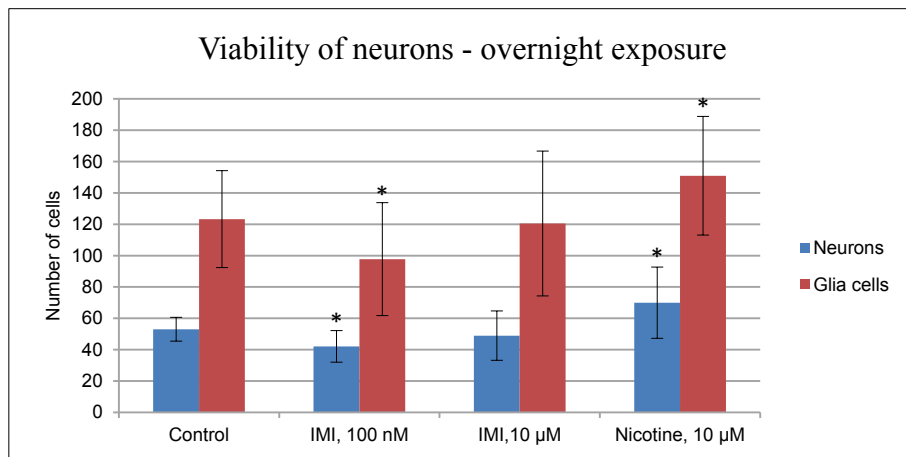 Viability of neurons - overnight exposure
Number of cells
200
180
160
140
120
100
80
60
40
20
0
* * * *
Control IMI, 100 nM IMI,10 µM Nicotine, 10 µM
Neurons
Glia cells